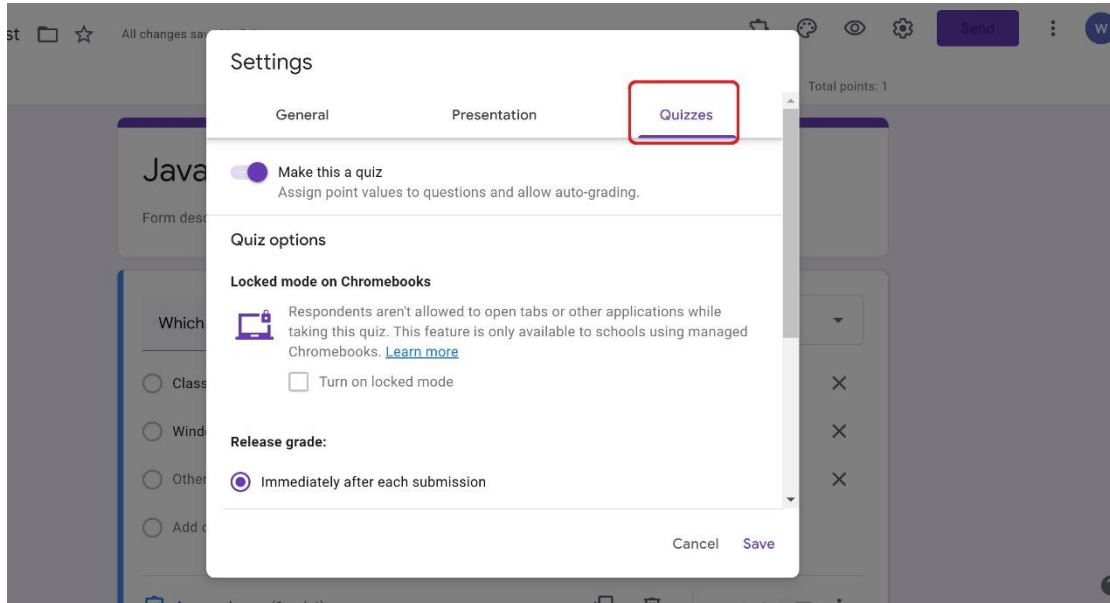 st
All changes sav
Send
W
Total points: 1
Settings
General
Presentation
Quizzes
Java
Form desc
Make this a quiz
Assign point values to questions and allow auto-grading.
Quiz options
Locked mode on Chromebooks
Respondents aren't allowed to open tabs or other applications while
taking this quiz. This feature is only available to schools using managed
Chromebooks. Learn more
Turn on locked mode
Which
Class
Wind
Other
Add
Release grade:
Immediately after each submission
Cancel
Save